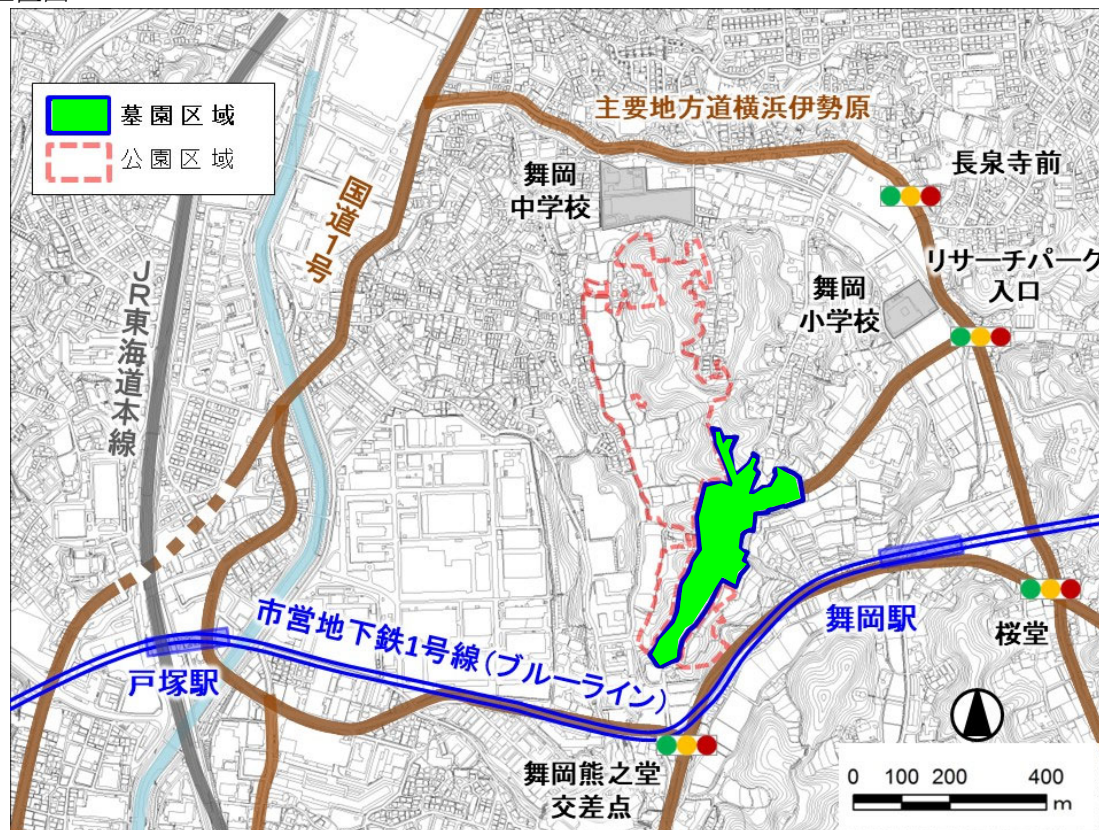 墓園区域
公園区域
主要地方道横浜伊勢原
長泉寺前
舞岡
中学校
国道1号
リサーチパーク
入口
舞岡
小学校
JR東海道本線
市営地下鉄1号線(ブルーライン)
舞岡駅
戸塚駅
桜堂
舞岡熊之堂
交差点
0 100 200 400
m